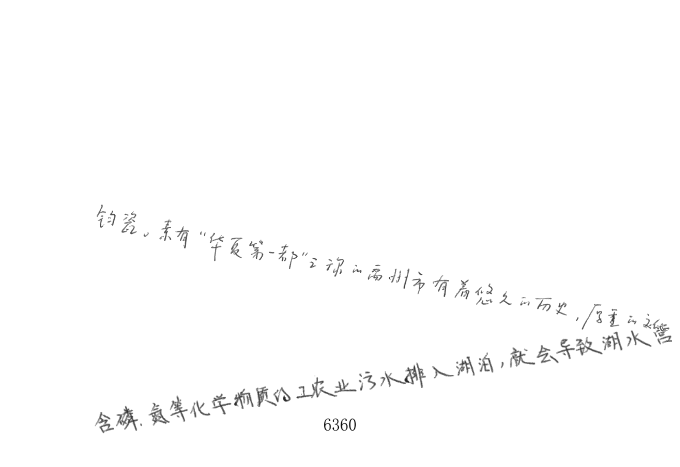 钧瓷。素有“华夏第一都”之称的禹州市有着悠久的历史,厚重的文
含磷.氮等化学物质的工农业污水排入湖泊,就会导致湖水营
6360